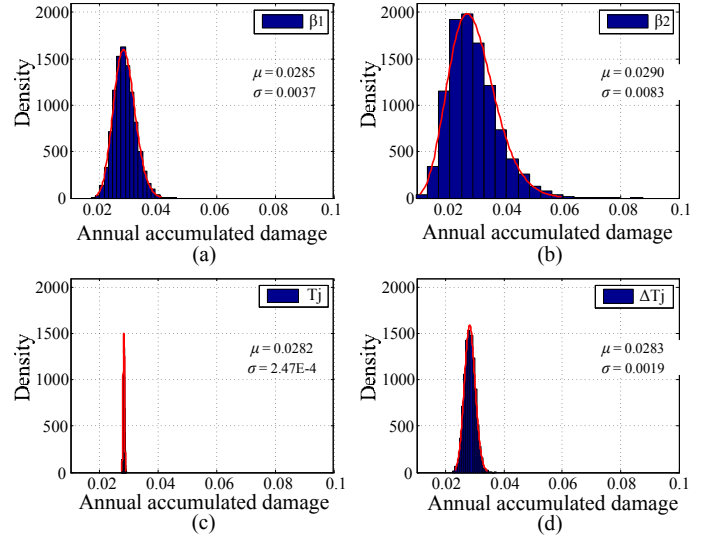 β1
μ = 0.0285
σ = 0.0037
Density
2000
1500
1000
500
0
0.02 0.04 0.06 0.08 0.1
Annual accumulated damage
(a)
β2
μ = 0.0290
σ = 0.0083
Density
2000
1500
1000
500
0
0.02 0.04 0.06 0.08 0.1
Annual accumulated damage
(b)
Tj
μ = 0.0282
σ = 2.47E-4
Density
2000
1500
1000
500
0
0.02 0.04 0.06 0.08 0.1
Annual accumulated damage
(c)
ΔTj
μ = 0.0283
σ = 0.0019
Density
2000
1500
1000
500
0
0.02 0.04 0.06 0.08 0.1
Annual accumulated damage
(d)